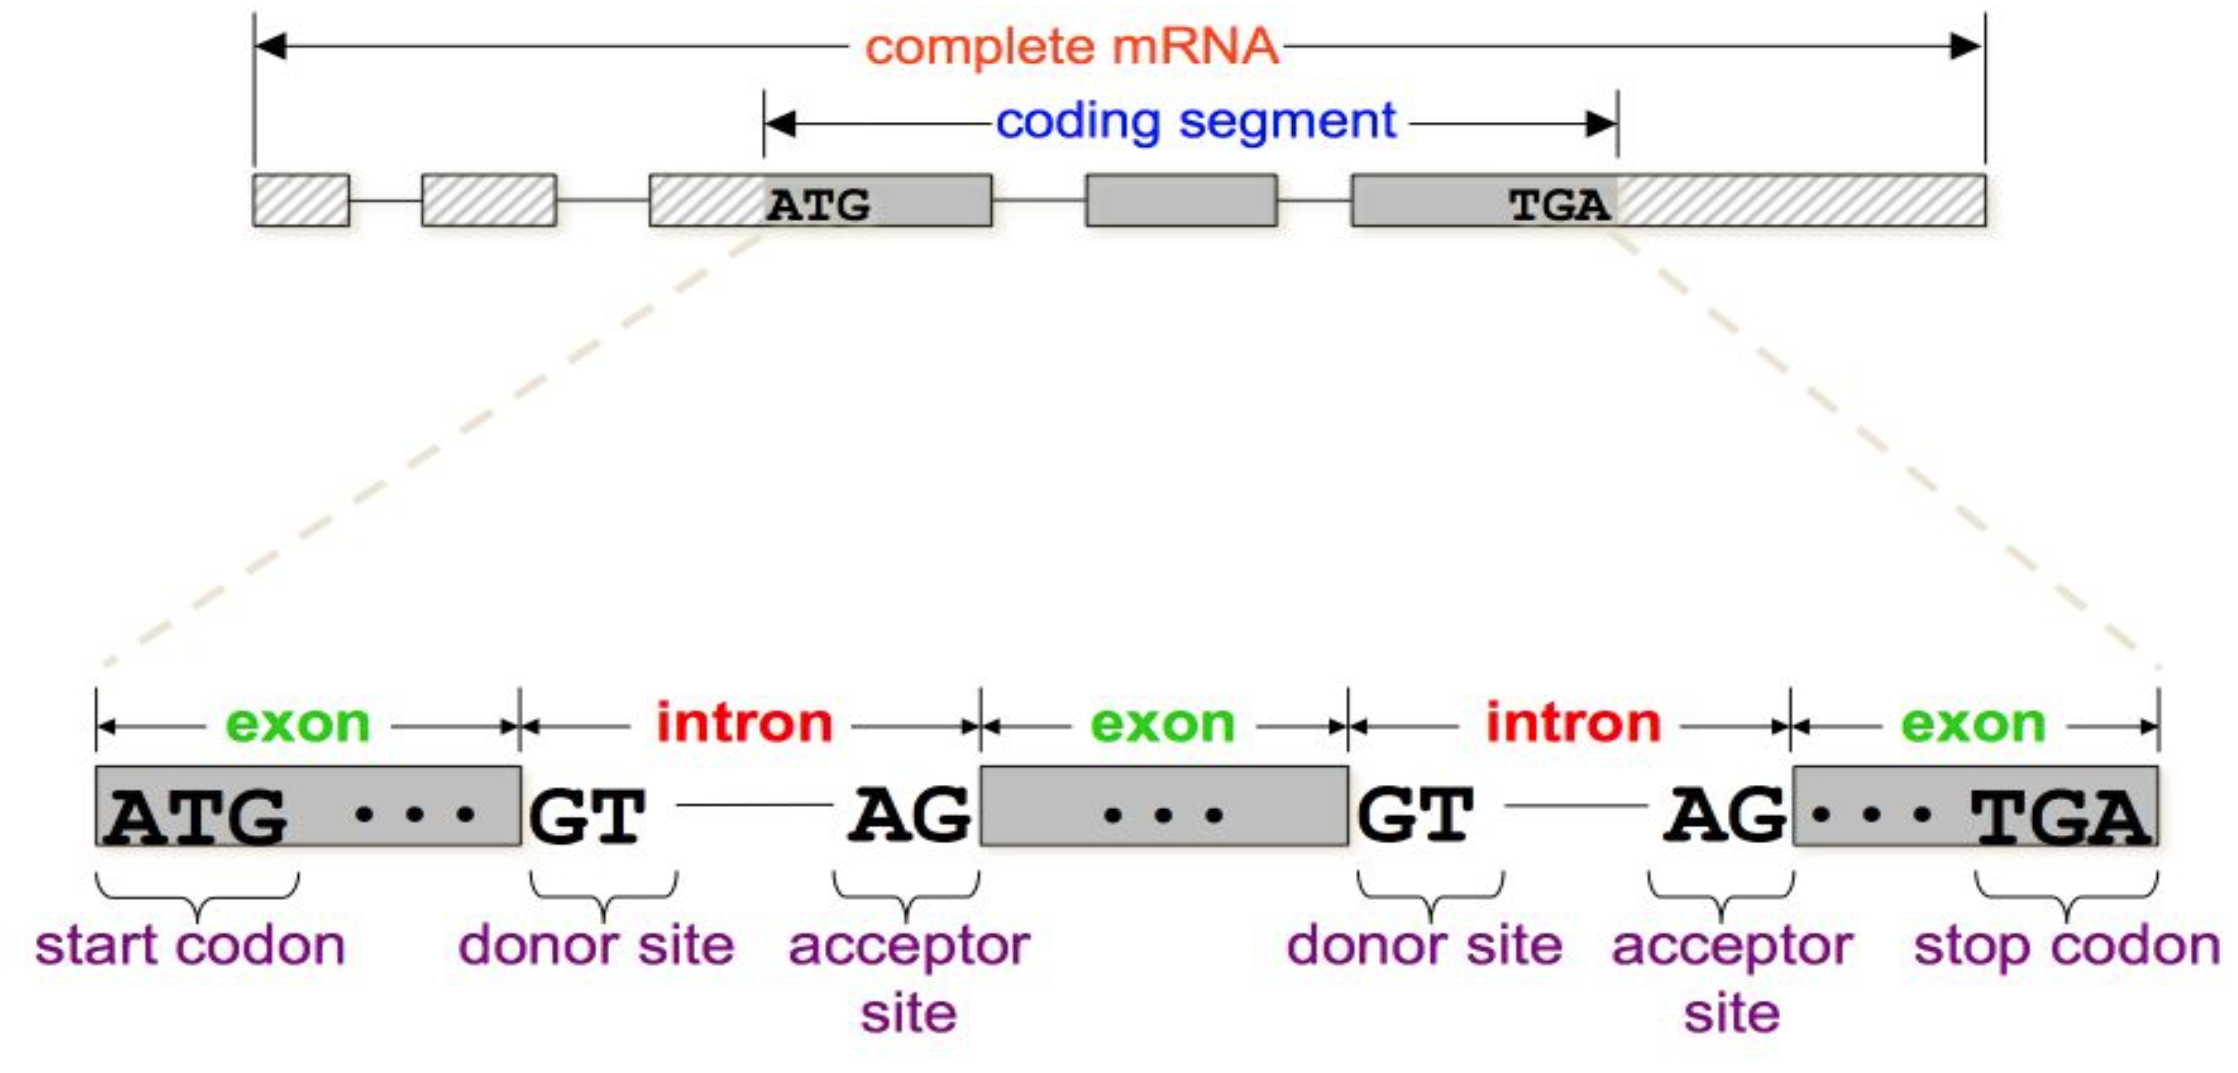 complete mRNA
coding segment
ATG TGA
exon intron exon intron exon
ATG ... GT AG ... GT AG ... TGA
start codon donor site acceptor site donor site acceptor site stop codon